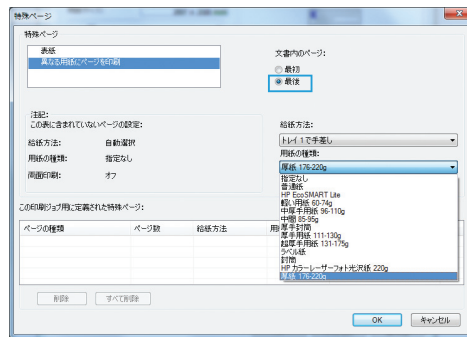 特殊ページ
特殊ページ
表紙
異なる用紙にページを印刷
文書内のページ:
最初
最後
注記:
この表に含まれていないページの設定:
給紙方法: 自動選択
用紙の種類: 指定なし
両面印刷: オフ
給紙方法:
トレイ 1 で手差し
用紙の種類:
厚紙 176-220g
指定なし
普通紙
HP EcoSMART Lite
軽い用紙 60-74g
中厚手用紙 96-110g
中間 85-95g
厚手封筒
厚手用紙 111-130g
超厚手用紙 131-175g
ラベル紙
封筒
HP カラーレーザーフォト光沢紙 220g
厚紙 176-220g
この印刷ジョブ用に定義された特殊ページ:
ページの種類 ページ数 給紙方法
削除 すべて削除
OK キャンセル